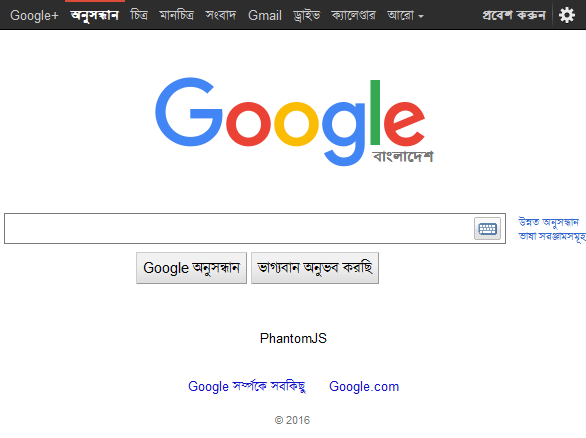 Google+ অনুসন্ধান চিত্র মানচিত্র সংবাদ Gmail ড্রাইভ ক্যালেণ্ডার আরো প্রবেশ করুন
Google
বাংলাদেশ
উন্নত অনুসন্ধান
ভাষা সরঞ্জামসমূহ
Google অনুসন্ধান ভাগ্যবান অনুভব করছি
PhantomJS
Google সম্পর্কে সবকিছু Google.com
© 2016